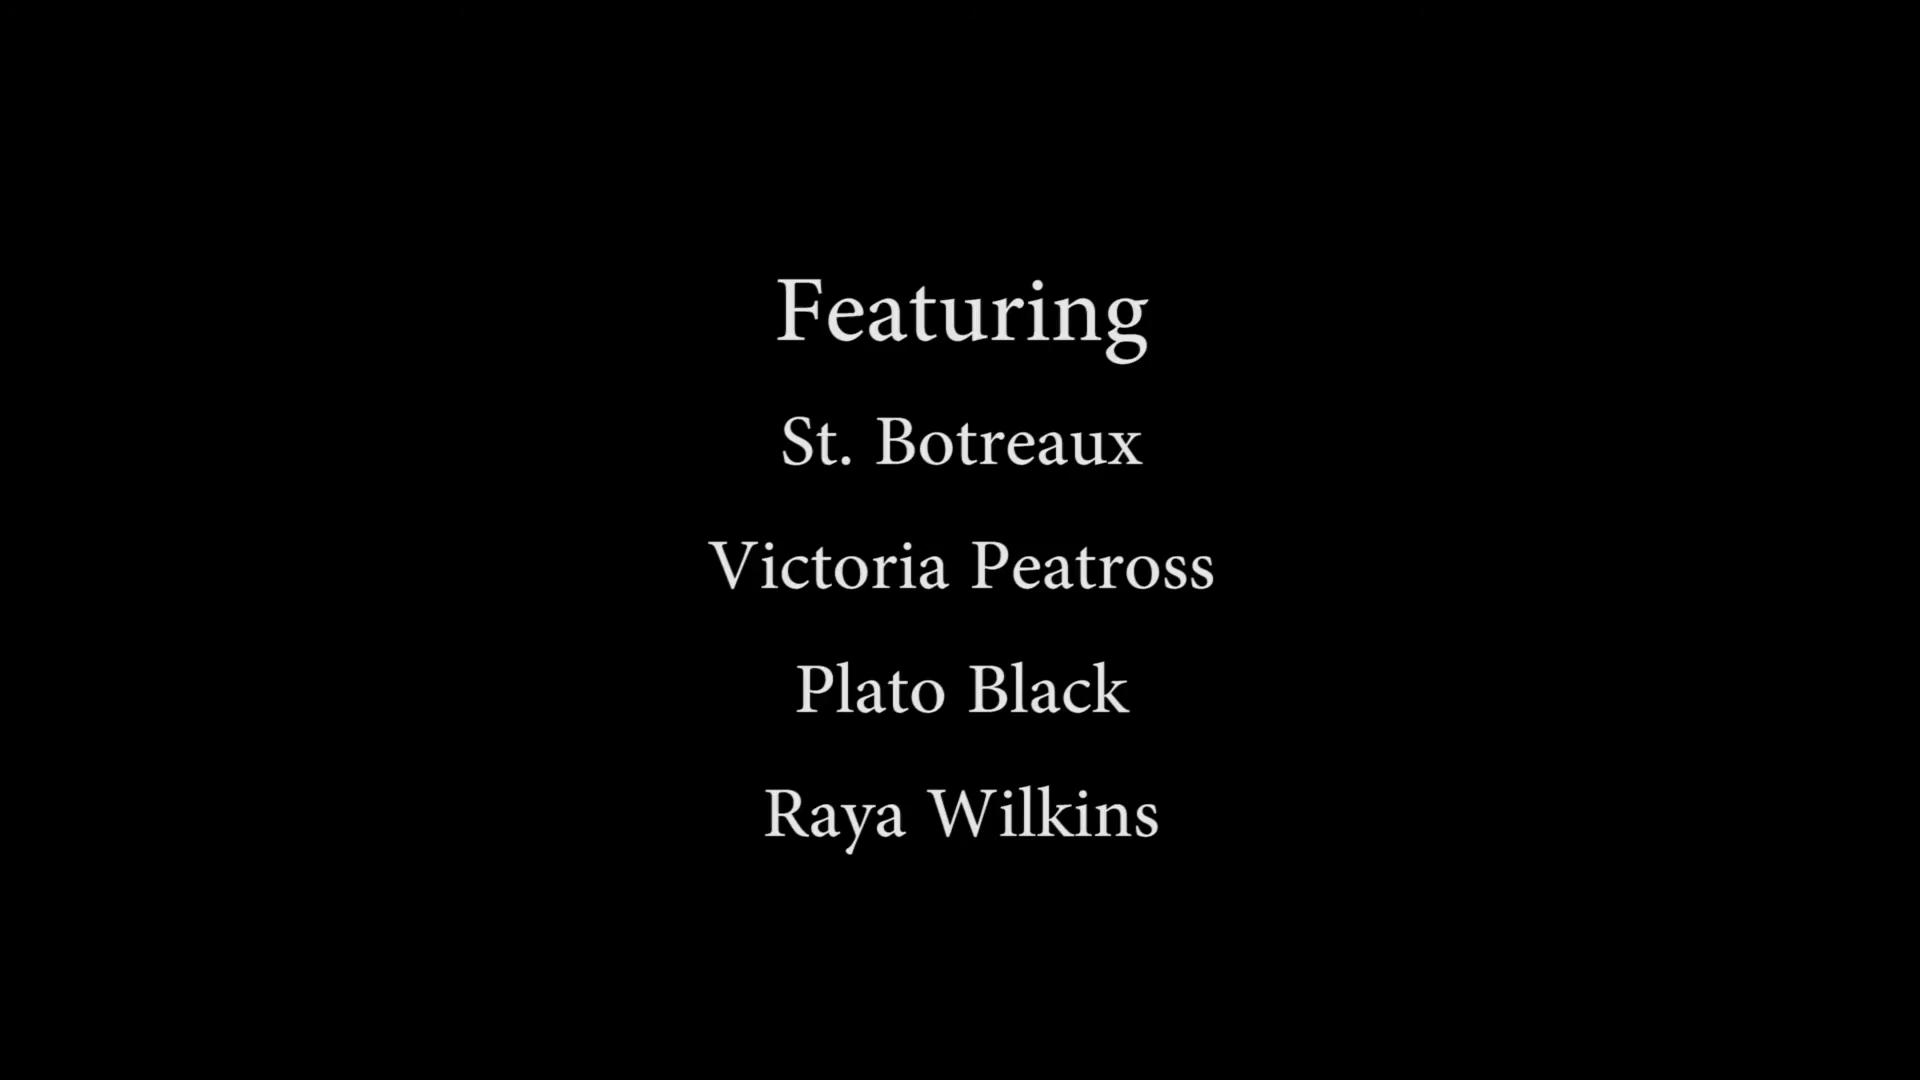 Featuring
St. Botreaux
Victoria Peatross
Plato Black
Raya Wilkins